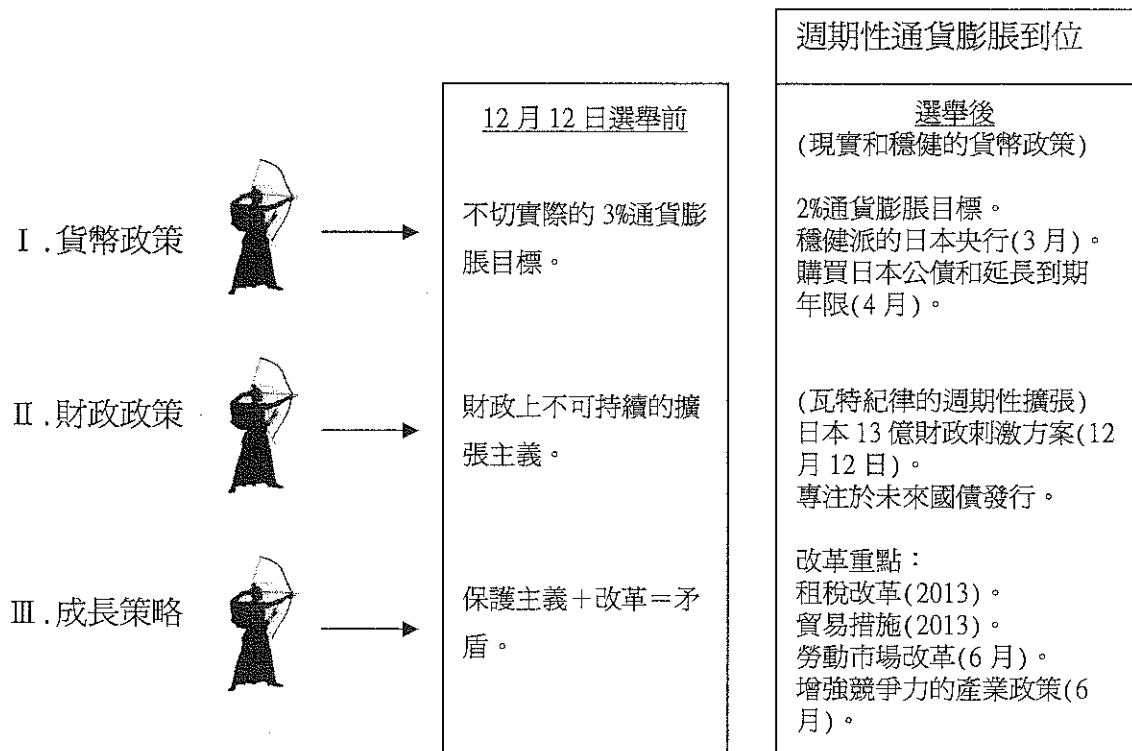 週期性通貨膨脹到位
12月12日選舉前
選舉後
(現實和穩健的貨幣政策)
I.貨幣政策
不切實際的3%通貨膨
脹目標。
2%通貨膨脹目標。
穩健派的日本央行(3月)。
購買日本公債和延長到期
年限(4月)。
Ⅱ.財政政策
財政上不可持續的擴
張主義。
(瓦特紀律的週期性擴張)
日本13億財政刺激方案(12
月12日)。
專注於未來國債發行。
Ⅲ.成長策略
保護主義＋改革＝矛
盾。
改革重點：
租稅改革(2013)。
貿易措施(2013)。
勞動市場改革(6月)。
增強競爭力的產業政策(6
月)。